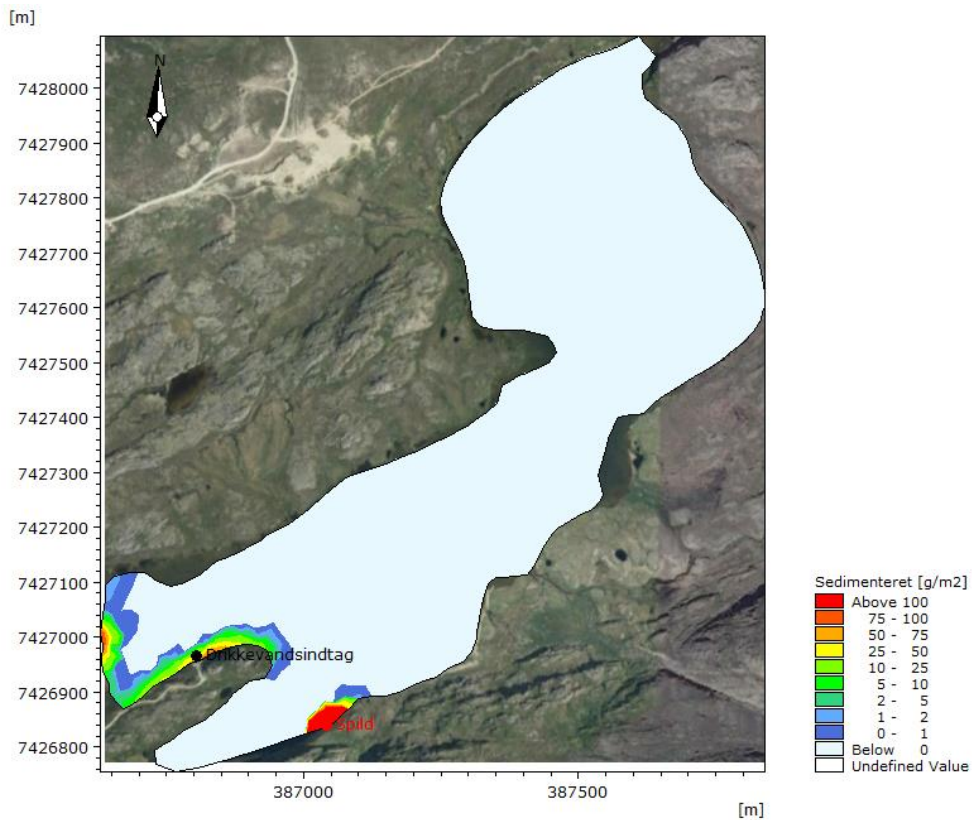 [m]
N
7428000
7427900
7427800
7427700
7427600
7427500
7427400
7427300
7427200
7427100
7427000
7426900
7426800
Drikkevandsindtag
spild
387000
387500
[m]
Sedimenteret [g/m2]
Above 100
75 - 100
50 - 75
25 - 50
10 - 25
5 - 10
2 - 5
1 - 2
0 - 1
Below 0
Undefined Value